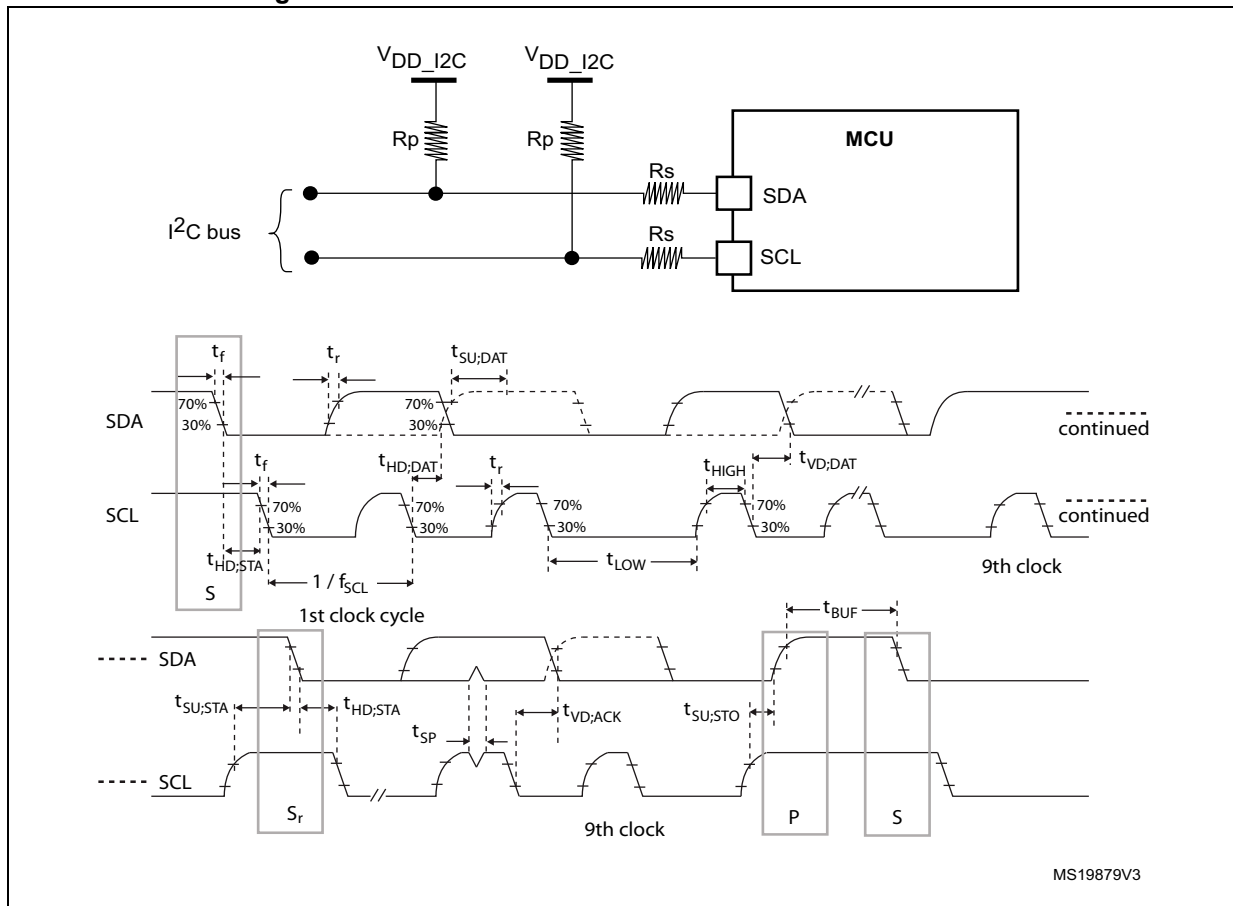 V_DD_I2C V_DD_I2C
Rp Rp
MCU
Rs
SDA
I²C bus
Rs
SCL
t_f t_r t_SU;DAT
70% 70%
SDA
30% 30%
continued
t_HD;DAT t_VD;DAT
t_f t_r t_HIGH
70% 70% 70% 70%
SCL
30% 30% 30% 30%
continued
t_HD;STA t_LOW
S 1 / f_SCL 9th clock
1st clock cycle
t_BUF
SDA
t_SU;STA t_HD;STA t_VD;ACK t_SU;STO
t_SP
SCL
S_r 9th clock P S
MS19879V3